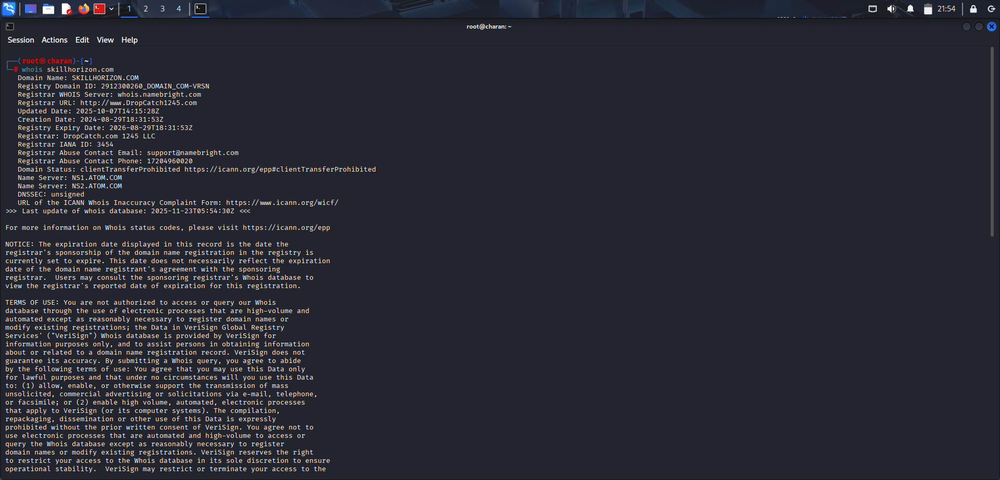 1 2 3 4
21:54
root@charan: ~
Session Actions Edit View Help
┌──(root㉿charan)-[~]
└─# whois skillhorizon.com
Domain Name: SKILLHORIZON.COM
Registry Domain ID: 2912300260_DOMAIN_COM-VRSN
Registrar WHOIS Server: whois.namebright.com
Registrar URL: http://www.DropCatch1245.com
Updated Date: 2025-10-07T14:15:28Z
Creation Date: 2024-08-29T18:31:53Z
Registry Expiry Date: 2026-08-29T18:31:53Z
Registrar: DropCatch.com 1245 LLC
Registrar IANA ID: 3454
Registrar Abuse Contact Email: support@namebright.com
Registrar Abuse Contact Phone: 17204960020
Domain Status: clientTransferProhibited https://icann.org/epp#clientTransferProhibited
Name Server: NS1.ATOM.COM
Name Server: NS2.ATOM.COM
DNSSEC: unsigned
URL of the ICANN Whois Inaccuracy Complaint Form: https://www.icann.org/wicf/
>>> Last update of whois database: 2025-11-23T05:54:30Z <<<
For more information on Whois status codes, please visit https://icann.org/epp
NOTICE: The expiration date displayed in this record is the date the
registrar's sponsorship of the domain name registration in the registry is
currently set to expire. This date does not necessarily reflect the expiration
date of the domain name registrant's agreement with the sponsoring
registrar.  Users may consult the sponsoring registrar's Whois database to
view the registrar's reported date of expiration for this registration.
TERMS OF USE: You are not authorized to access or query our Whois
database through the use of electronic processes that are high-volume and
automated except as reasonably necessary to register domain names or
modify existing registrations; the Data in VeriSign Global Registry
Services' ("VeriSign") Whois database is provided by VeriSign for
information purposes only, and to assist persons in obtaining information
about or related to a domain name registration record. VeriSign does not
guarantee its accuracy. By submitting a Whois query, you agree to abide
by the following terms of use: You agree that you may use this Data only
for lawful purposes and that under no circumstances will you use this Data
to: (1) allow, enable, or otherwise support the transmission of mass
unsolicited, commercial advertising or solicitations via e-mail, telephone,
or facsimile; or (2) enable high volume, automated, electronic processes
that apply to VeriSign (or its computer systems). The compilation,
repackaging, dissemination or other use of this Data is expressly
prohibited without the prior written consent of VeriSign. You agree not to
use electronic processes that are automated and high-volume to access or
query the Whois database except as reasonably necessary to register
domain names or modify existing registrations. VeriSign reserves the right
to restrict your access to the Whois database in its sole discretion to ensure
operational stability.  VeriSign may restrict or terminate your access to the